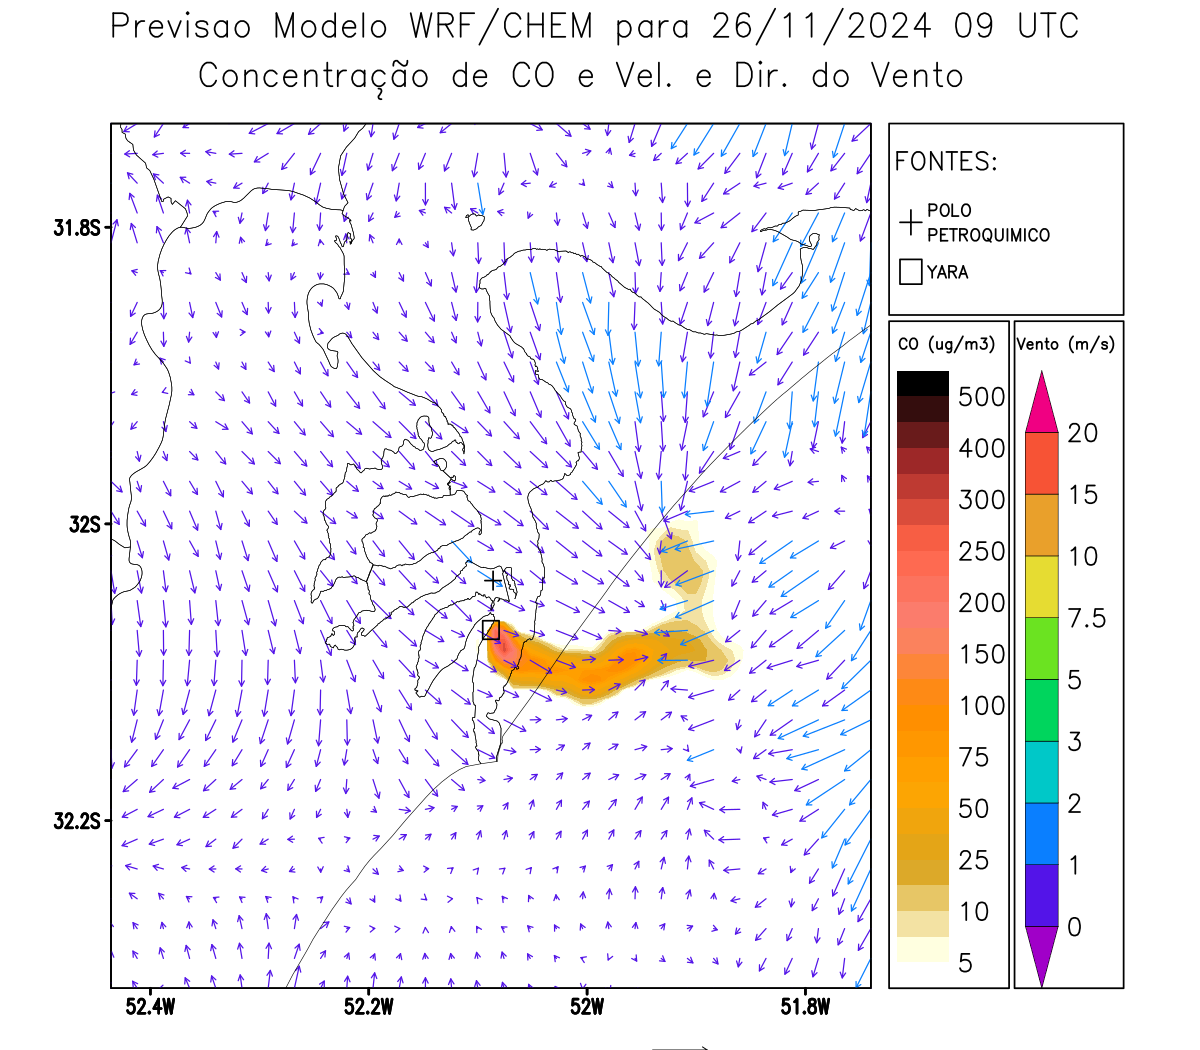 Previsao Modelo WRF/CHEM para 26/11/2024 09 UTC
Concentração de CO e Vel. e Dir. do Vento
FONTES:
POLO
PETROQUIMICO
YARA
CO (ug/m3)
500
400
300
250
200
150
100
75
50
25
10
5
Vento (m/s)
20
15
10
7.5
5
3
2
1
0
31.8S
32S
32.2S
52.4W
52.2W
52W
51.8W